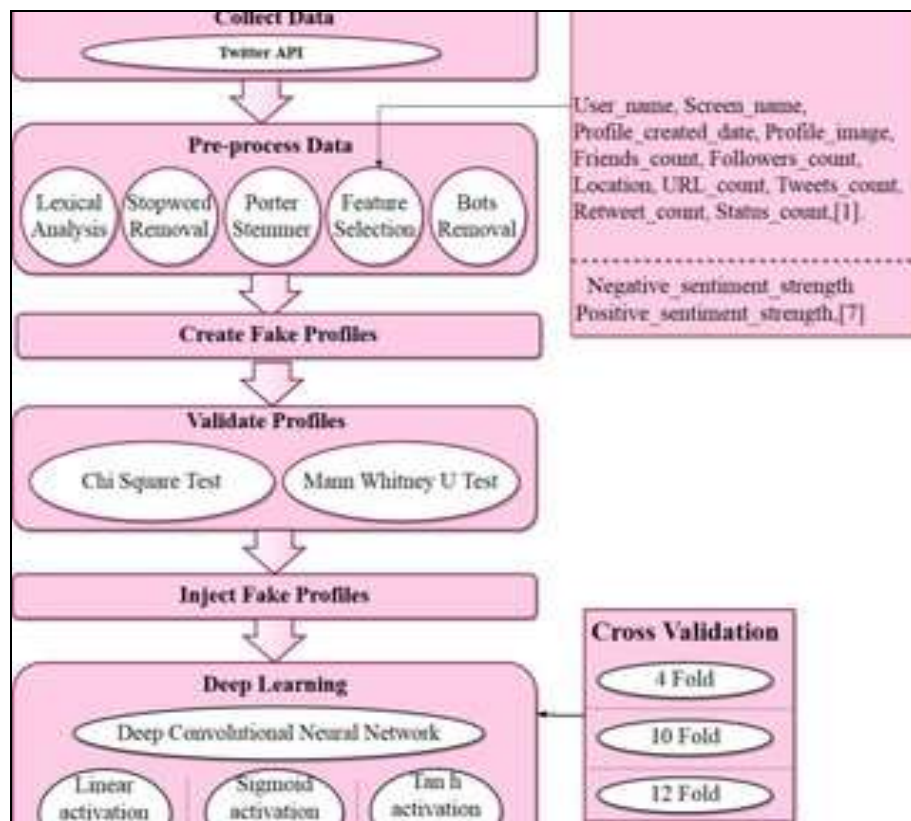 Collect Data
Twitter API
User_name, Screen_name,
Profile_created_date, Profile_image,
Friends_count, Followers_count,
Location, URL_count, Tweets_count,
Retweet_count, Status_count,[1].
Negative_sentiment_strength
Positive_sentiment_strength,[7]
Pre-process Data
Lexical
Analysis
Stopword
Removal
Porter
Stemmer
Feature
Selection
Bots
Removal
Create Fake Profiles
Validate Profiles
Chi Square Test
Mann Whitney U Test
Inject Fake Profiles
Cross Validation
4 Fold
10 Fold
12 Fold
Deep Learning
Deep Convolutional Neural Network
Linear
activation
Sigmoid
activation
Tan h
activation